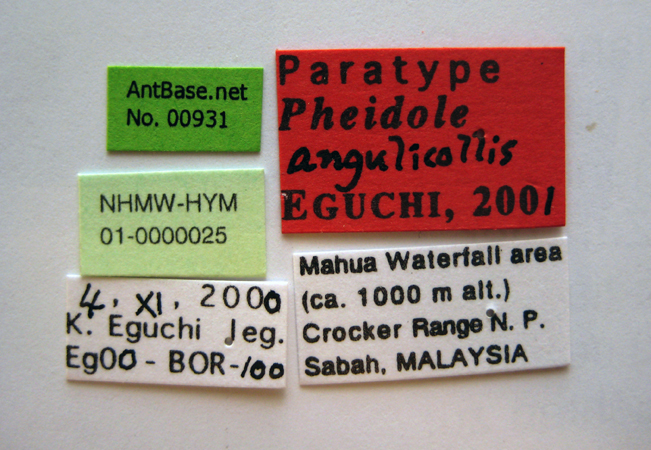 AntBase.net
No. 00931
Paratype
Pheidole
angulicollis
EGUCHI, 2001
NHMW-HYM
01-0000025
4, XI, 2000
K. Eguchi leg.
Eg00 - BOR-100
Mahua Waterfall area
(ca. 1000 m alt.)
Crocker Range N. P.
Sabah, MALAYSIA